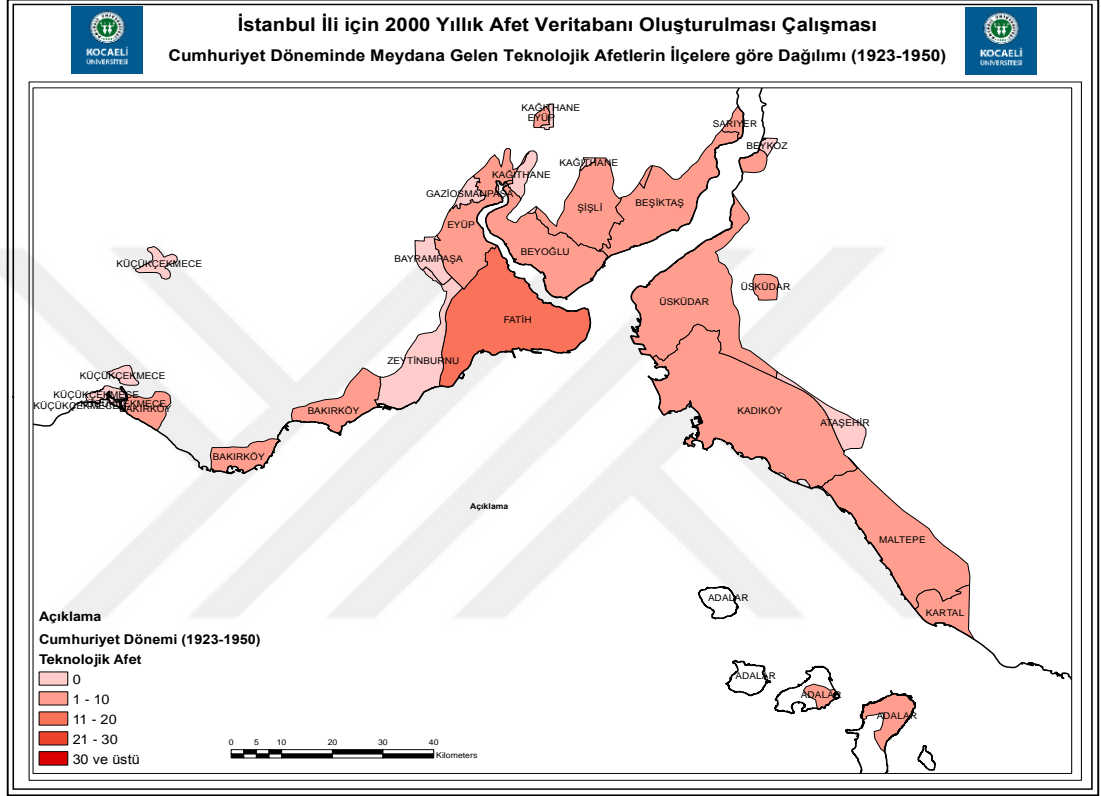 İstanbul İli için 2000 Yıllık Afet Veritabanı Oluşturulması Çalışması
Cumhuriyet Döneminde Meydana Gelen Teknolojik Afetlerin İlçelere göre Dağılımı (1923-1950)
KOCAELİ
ÜNİVERSİTESİ
KOCAELİ
ÜNİVERSİTESİ
KAĞITHANE
EYÜP
SARIYER
BEYKOZ
KAĞITHANE
KAĞITHANE
GAZİOSMANPAŞA
ŞİŞLİ
BEŞİKTAŞ
EYÜP
BEYOĞLU
BAYRAMPAŞA
KÜÇÜKÇEKMECE
ÜSKÜDAR
ÜSKÜDAR
FATİH
ZEYTİNBURNU
KÜÇÜKÇEKMECE
KÜÇÜKÇEKMECE
KÜÇÜKÇEKMECE
BAKIRKÖY
BAKIRKÖY
KADIKÖY
ATAŞEHİR
BAKIRKÖY
Açıklama
MALTEPE
ADALAR
KARTAL
ADALAR
ADALAR
ADALAR
Açıklama
Cumhuriyet Dönemi (1923-1950)
Teknolojik Afet
0
1 - 10
11 - 20
21 - 30
30 ve üstü
0 5 10 20 30 40
Kilometers